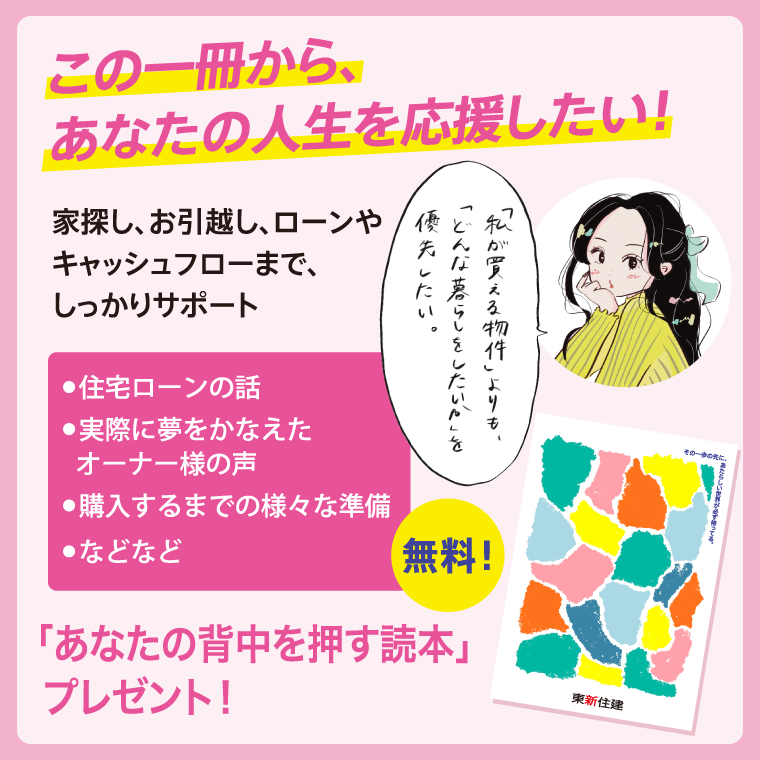 この一冊から、
あなたの人生を応援したい！
家探し、お引越し、ローンや
キャッシュフローまで、
しっかりサポート
「私が買える物件」よりも、
「どんな暮らしをしたいか」を
優先したい。
●住宅ローンの話
●実際に夢をかなえた
オーナー様の声
●購入するまでの様々な準備
●などなど
無料！
「あなたの背中を押す読本」
プレゼント！
その一歩の先に、
あたらしい世界が必ず待ってる。
東新住建